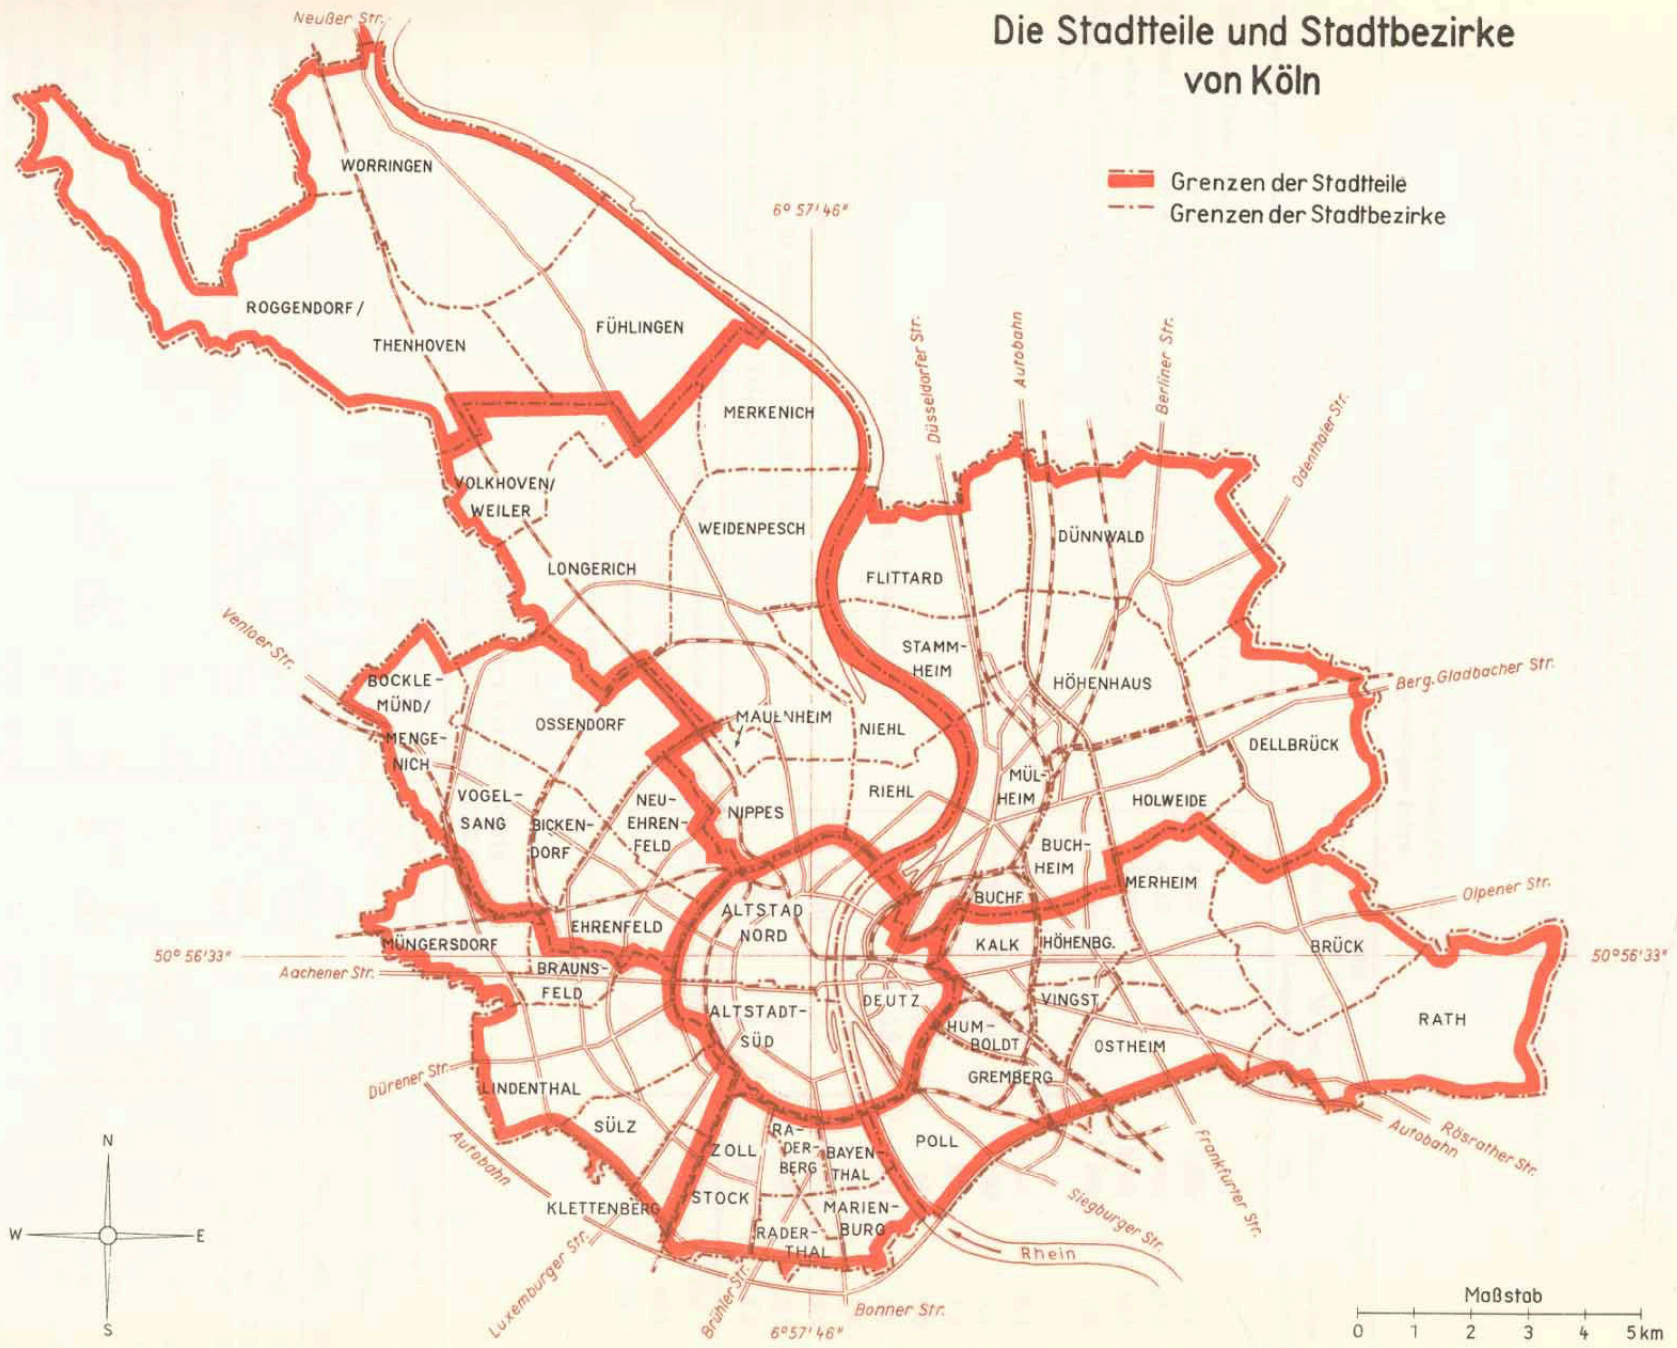 Neußer Str.
Die Stadtteile und Stadtbezirke
von Köln
Grenzen der Stadtteile
Grenzen der Stadtbezirke
WORRINGEN
6° 57' 46"
ROGGENDORF/
THENHOVEN
FÜHLINGEN
Düsseldorfer Str.
Autobahn
Berliner Str.
Odenthaler Str.
MERKENICH
VOLKHOVEN/
WEILER
WEIDENPESCH
LONGERICH
DÜNNWALD
FLITTARD
Venloer Str.
STAMM-
HEIM
BOCKLE-
MÜND/
MENGE-
NICH
HÖHENHAUS
Berg.Gladbacher Str.
OSSENDORF
MAUENHEIM
NIEHL
DELLBRÜCK
VOGEL-
SANG
BICKEN-
DORF
NEU-
EHREN-
FELD
NIPPES
RIEHL
MÜL-
HEIM
HOLWEIDE
BUCH-
HEIM
MERHEIM
BUCHF.
Olpener Str.
ALTSTAD
NORD
EHRENFELD
MÜNGERSDORF
KALK
HÖHENBG.
BRÜCK
50° 56'33"
50°56'33"
Aachener Str.
BRAUNS-
FELD
ALTSTADT-
SÜD
DEUTZ
VINGST
RATH
HUM-
BOLDT
OSTHEIM
GREMBERG
Dürener Str.
LINDENTHAL
SÜLZ
ZOLL
STOCK
RA-
DER-
BERG
BAYEN-
THAL
POLL
Autobahn
KLETTENBERG
RADER-
THAL
MARIEN-
BURG
Frankfurter Str.
Autobahn
Rösrather Str.
Siegburger Str.
Rhein
Luxemburger Str.
Brühler Str.
Bonner Str.
6°57'46"
N
W
E
S
Maßstab
0 1 2 3 4 5 km